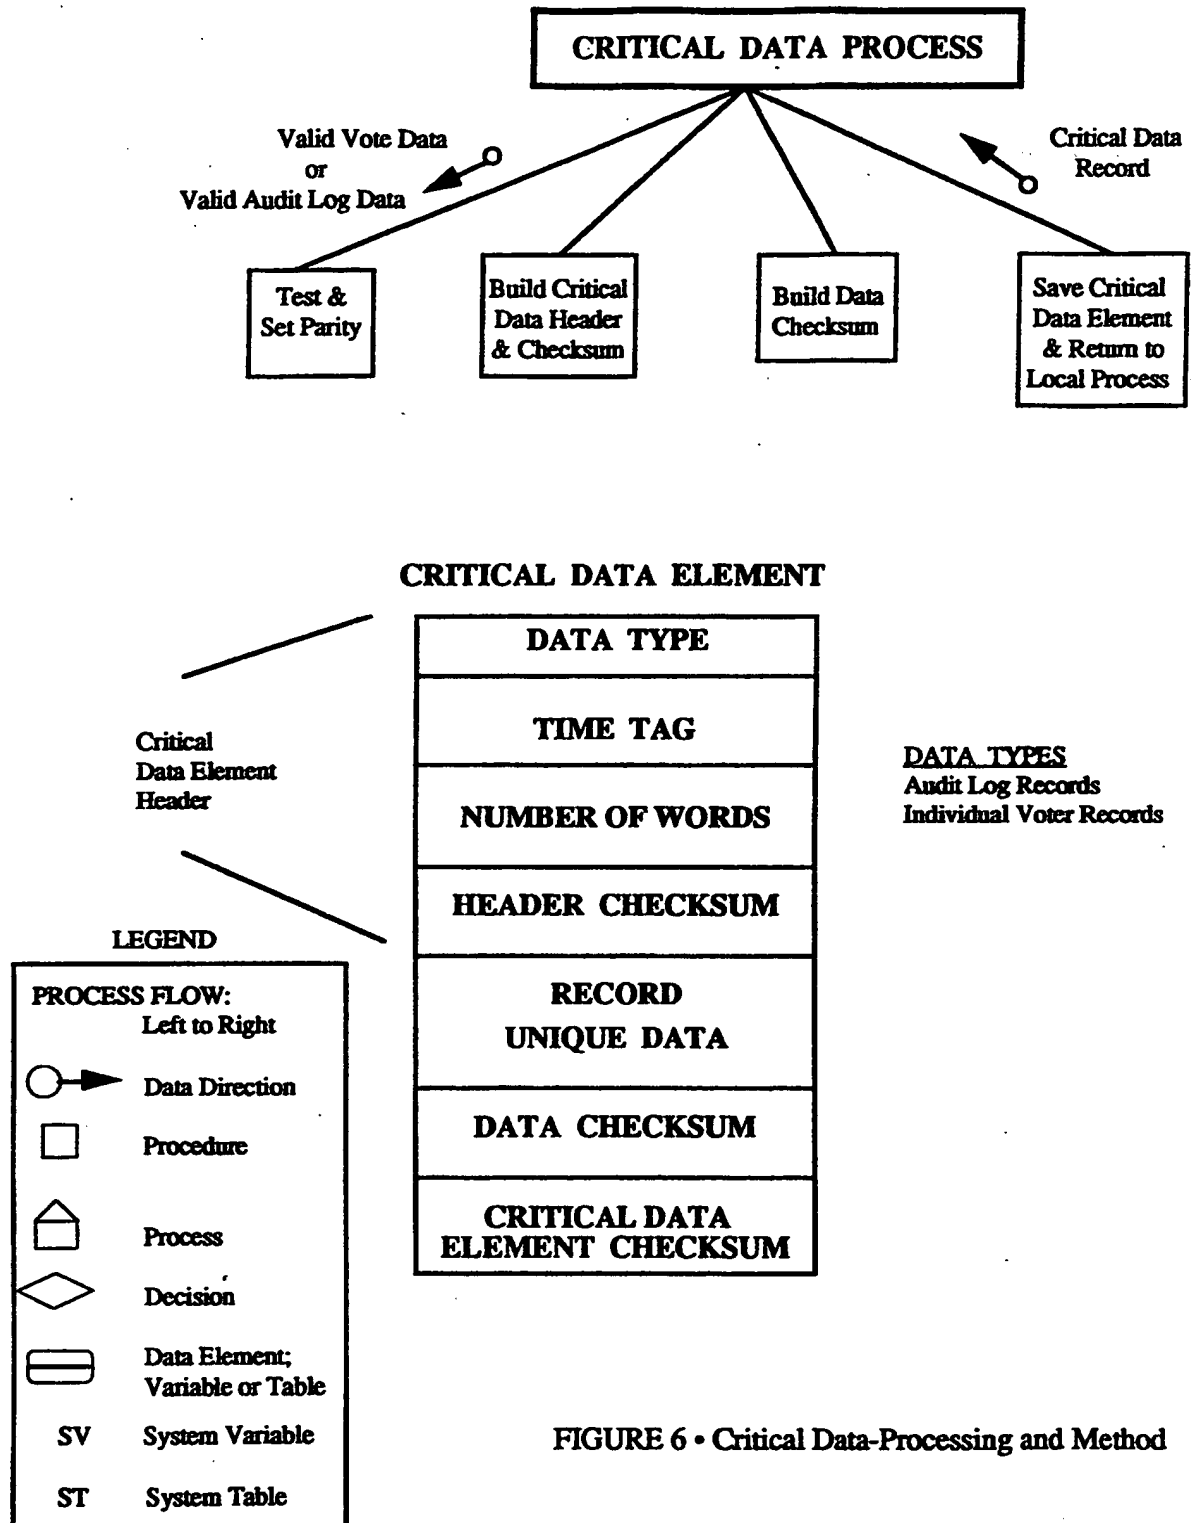 CRITICAL DATA PROCESS
Valid Vote Data
or
Valid Audit Log Data
Critical Data
Record
Test &
Set Parity
Build Critical
Data Header
& Checksum
Build Data
Checksum
Save Critical
Data Element
& Return to
Local Process
CRITICAL DATA ELEMENT
DATA TYPE
TIME TAG
NUMBER OF WORDS
HEADER CHECKSUM
RECORD
UNIQUE DATA
DATA CHECKSUM
CRITICAL DATA
ELEMENT CHECKSUM
Critical
Data Element
Header
DATA TYPES
Audit Log Records
Individual Voter Records
LEGEND
PROCESS FLOW:
Left to Right
Data Direction
Procedure
Process
Decision
Data Element;
Variable or Table
SV System Variable
ST System Table
FIGURE 6 • Critical Data-Processing and Method